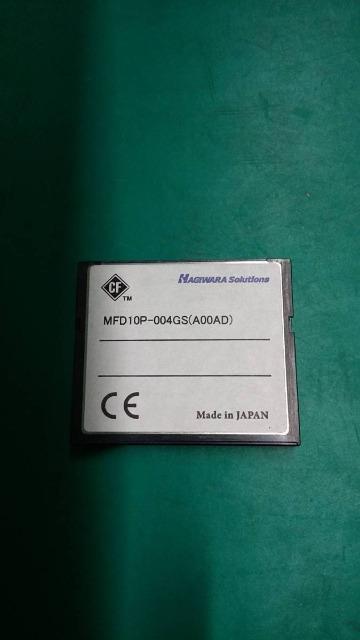 CF
TM
HAGIWARA Solutions
MFD10P-004GS(A00AD)
CE
Made in JAPAN